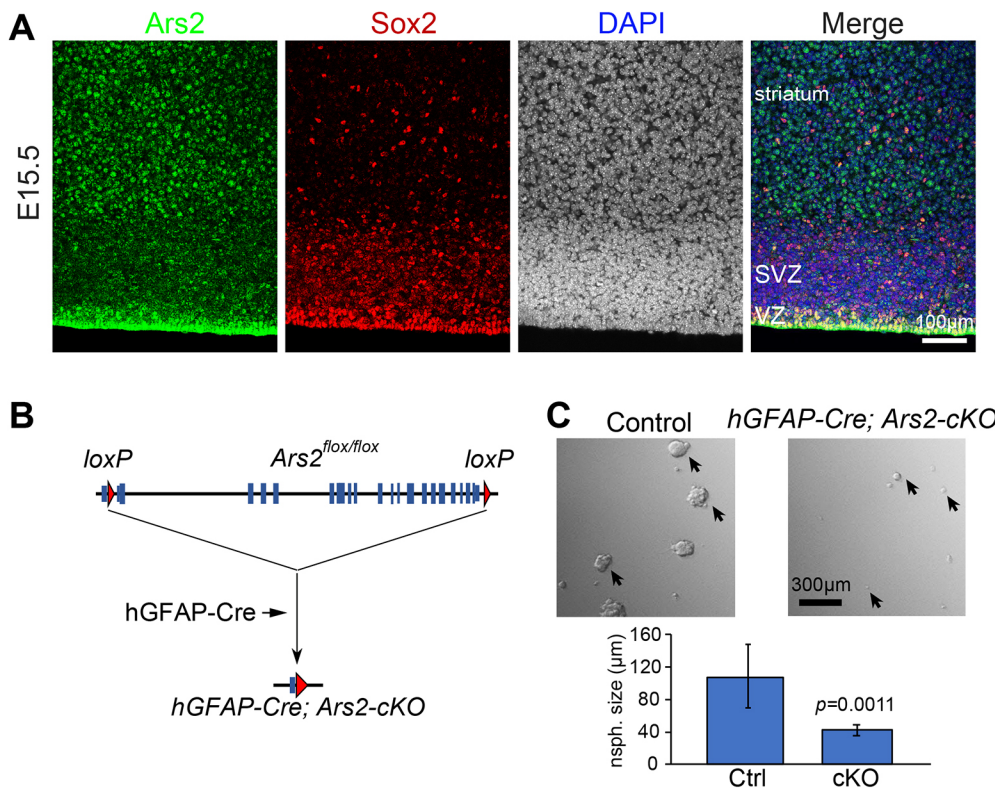 A
Ars2
Sox2
DAPI
Merge
E15.5
striatum
SVZ
VZ
100µm
B
loxP
Ars2flox/flox
loxP
hGFAP-Cre
hGFAP-Cre; Ars2-cKO
C
Control
hGFAP-Cre; Ars2-cKO
300µm
nsph. size (µm)
160
120
80
40
0
p=0.0011
Ctrl
cKO